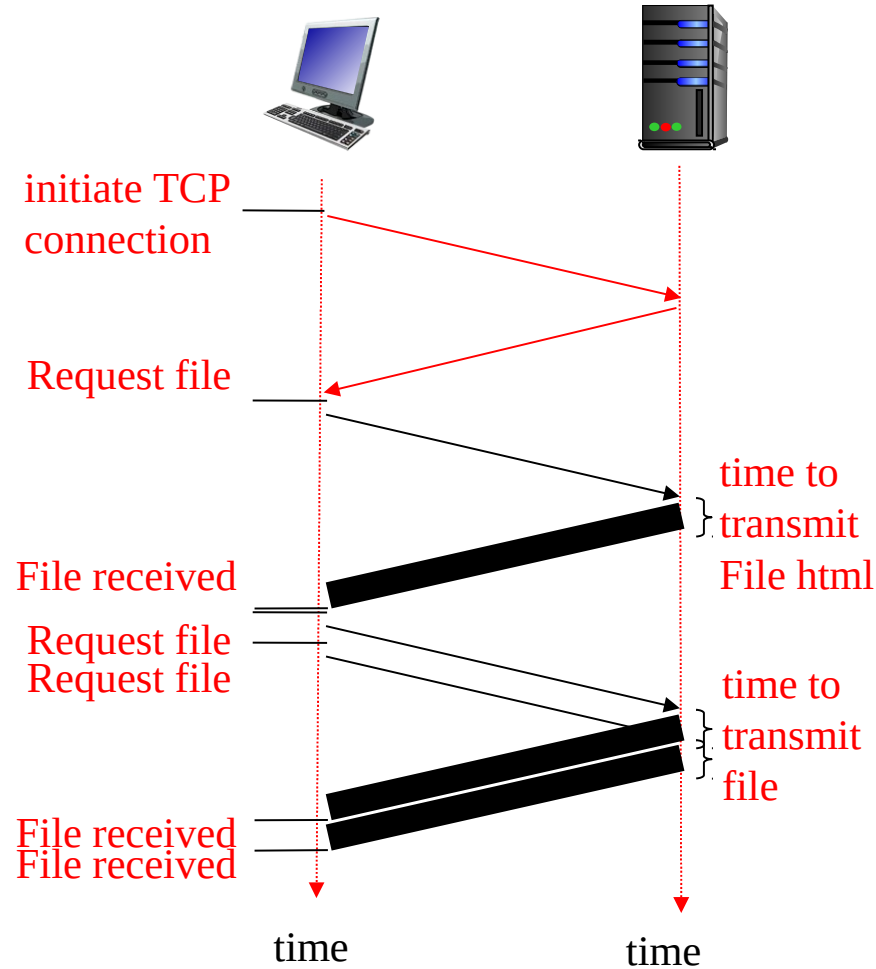 initiate TCP
connection
Request file
time to
transmit
File html
File received
Request file
Request file
time to
transmit
file
File received
File received
time
time